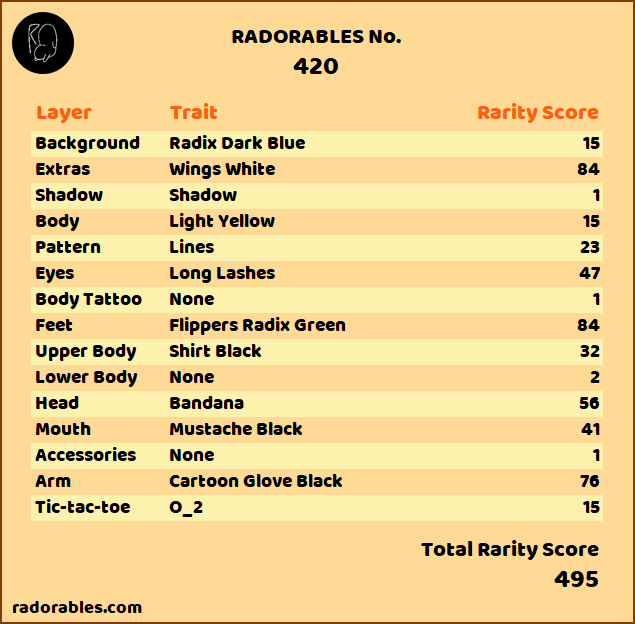 RADORABLES No.
420
Layer Trait Rarity Score
Background Radix Dark Blue 15
Extras Wings White 84
Shadow Shadow 1
Body Light Yellow 15
Pattern Lines 23
Eyes Long Lashes 47
Body Tattoo None 1
Feet Flippers Radix Green 84
Upper Body Shirt Black 32
Lower Body None 2
Head Bandana 56
Mouth Mustache Black 41
Accessories None 1
Arm Cartoon Glove Black 76
Tic-tac-toe O_2 15
Total Rarity Score
495
radorables.com